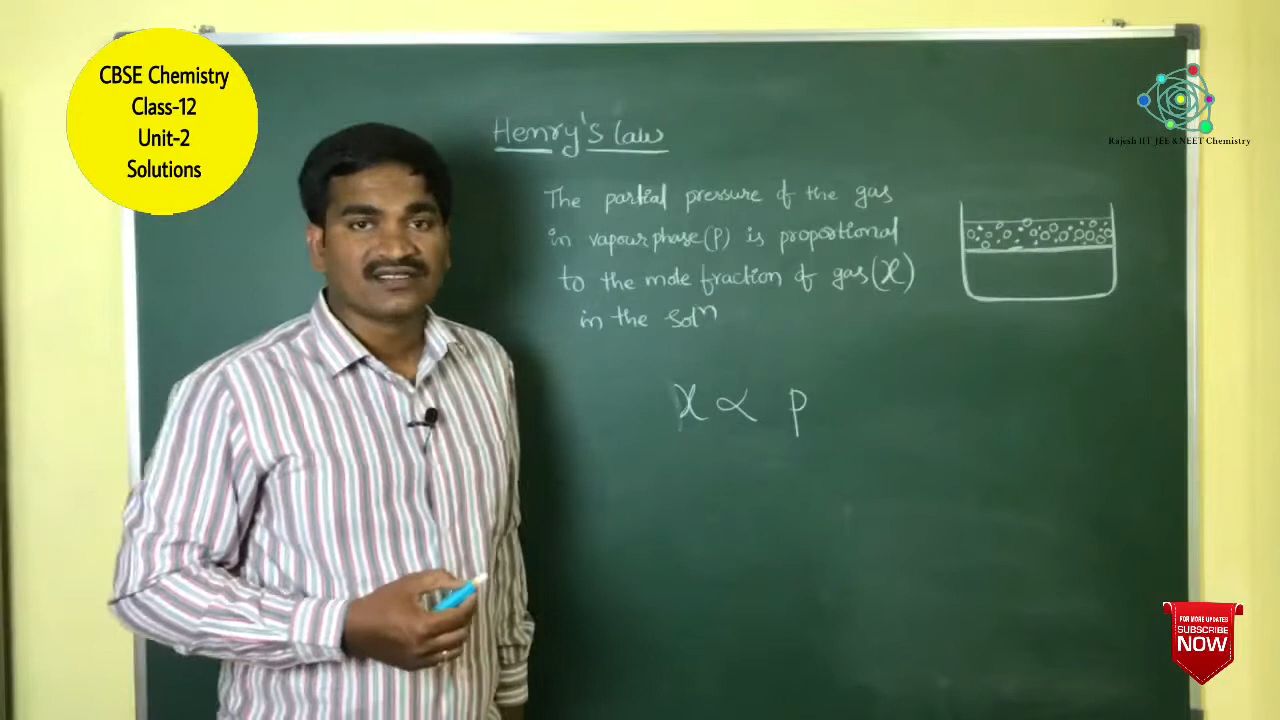 CBSE Chemistry
Class-12
Unit-2
Solutions
Henry's law
The partial pressure of the gas
in vapour phase (P) is proportional
to the mole fraction of gas (x)
in the solⁿ
x ∝ p
Rajesh IIT JEE &NEET Chemistry
FOR MORE UPDATES
SUBSCRIBE
NOW